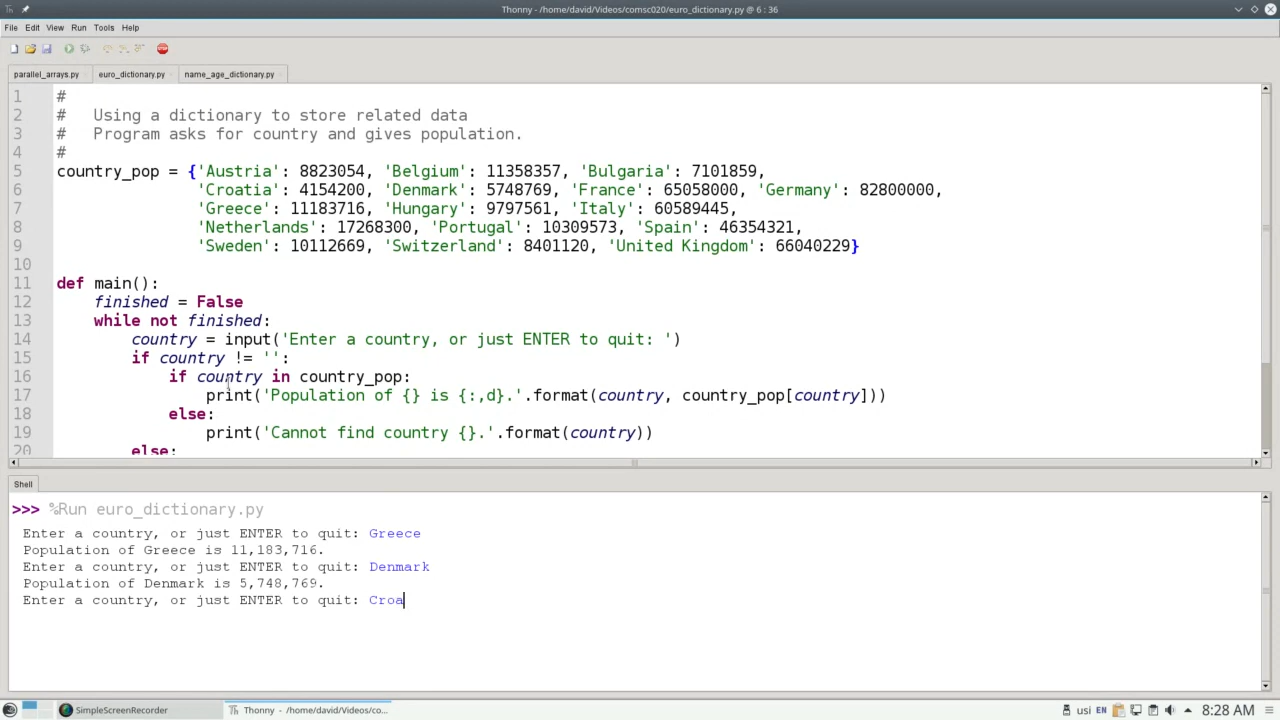 Thonny - /home/david/Videos/comsc020/euro_dictionary.py @ 6 : 36
File Edit View Run Tools Help
parallel_arrays.py euro_dictionary.py name_age_dictionary.py
1 #
2 #   Using a dictionary to store related data
3 #   Program asks for country and gives population.
4 #
5 country_pop = {'Austria': 8823054, 'Belgium': 11358357, 'Bulgaria': 7101859,
6                'Croatia': 4154200, 'Denmark': 5748769, 'France': 65058000, 'Germany': 82800000,
7                'Greece': 11183716, 'Hungary': 9797561, 'Italy': 60589445,
8                'Netherlands': 17268300, 'Portugal': 10309573, 'Spain': 46354321,
9                'Sweden': 10112669, 'Switzerland': 8401120, 'United Kingdom': 66040229}
10
11 def main():
12     finished = False
13     while not finished:
14         country = input('Enter a country, or just ENTER to quit: ')
15         if country != '':
16             if country in country_pop:
17                 print('Population of {} is {:,d}.'.format(country, country_pop[country]))
18             else:
19                 print('Cannot find country {}.'.format(country))
20         else:
Shell
>>> %Run euro_dictionary.py
Enter a country, or just ENTER to quit: Greece
Population of Greece is 11,183,716.
Enter a country, or just ENTER to quit: Denmark
Population of Denmark is 5,748,769.
Enter a country, or just ENTER to quit: Croa
SimpleScreenRecorder Thonny - /home/david/Videos/co... usi EN 8:28 AM